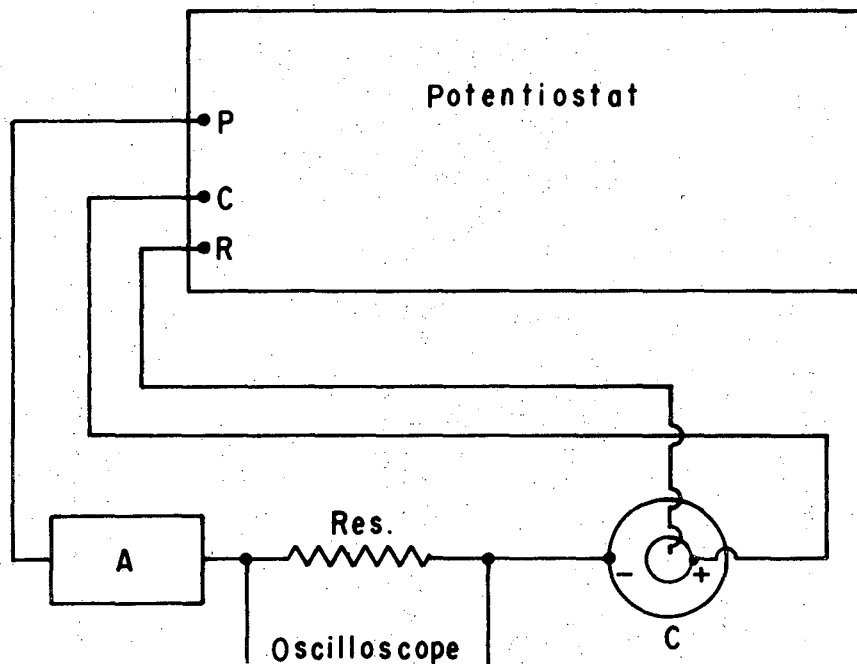 Potentiostat
P
C
R
Res.
A
- +
C
Oscilloscope